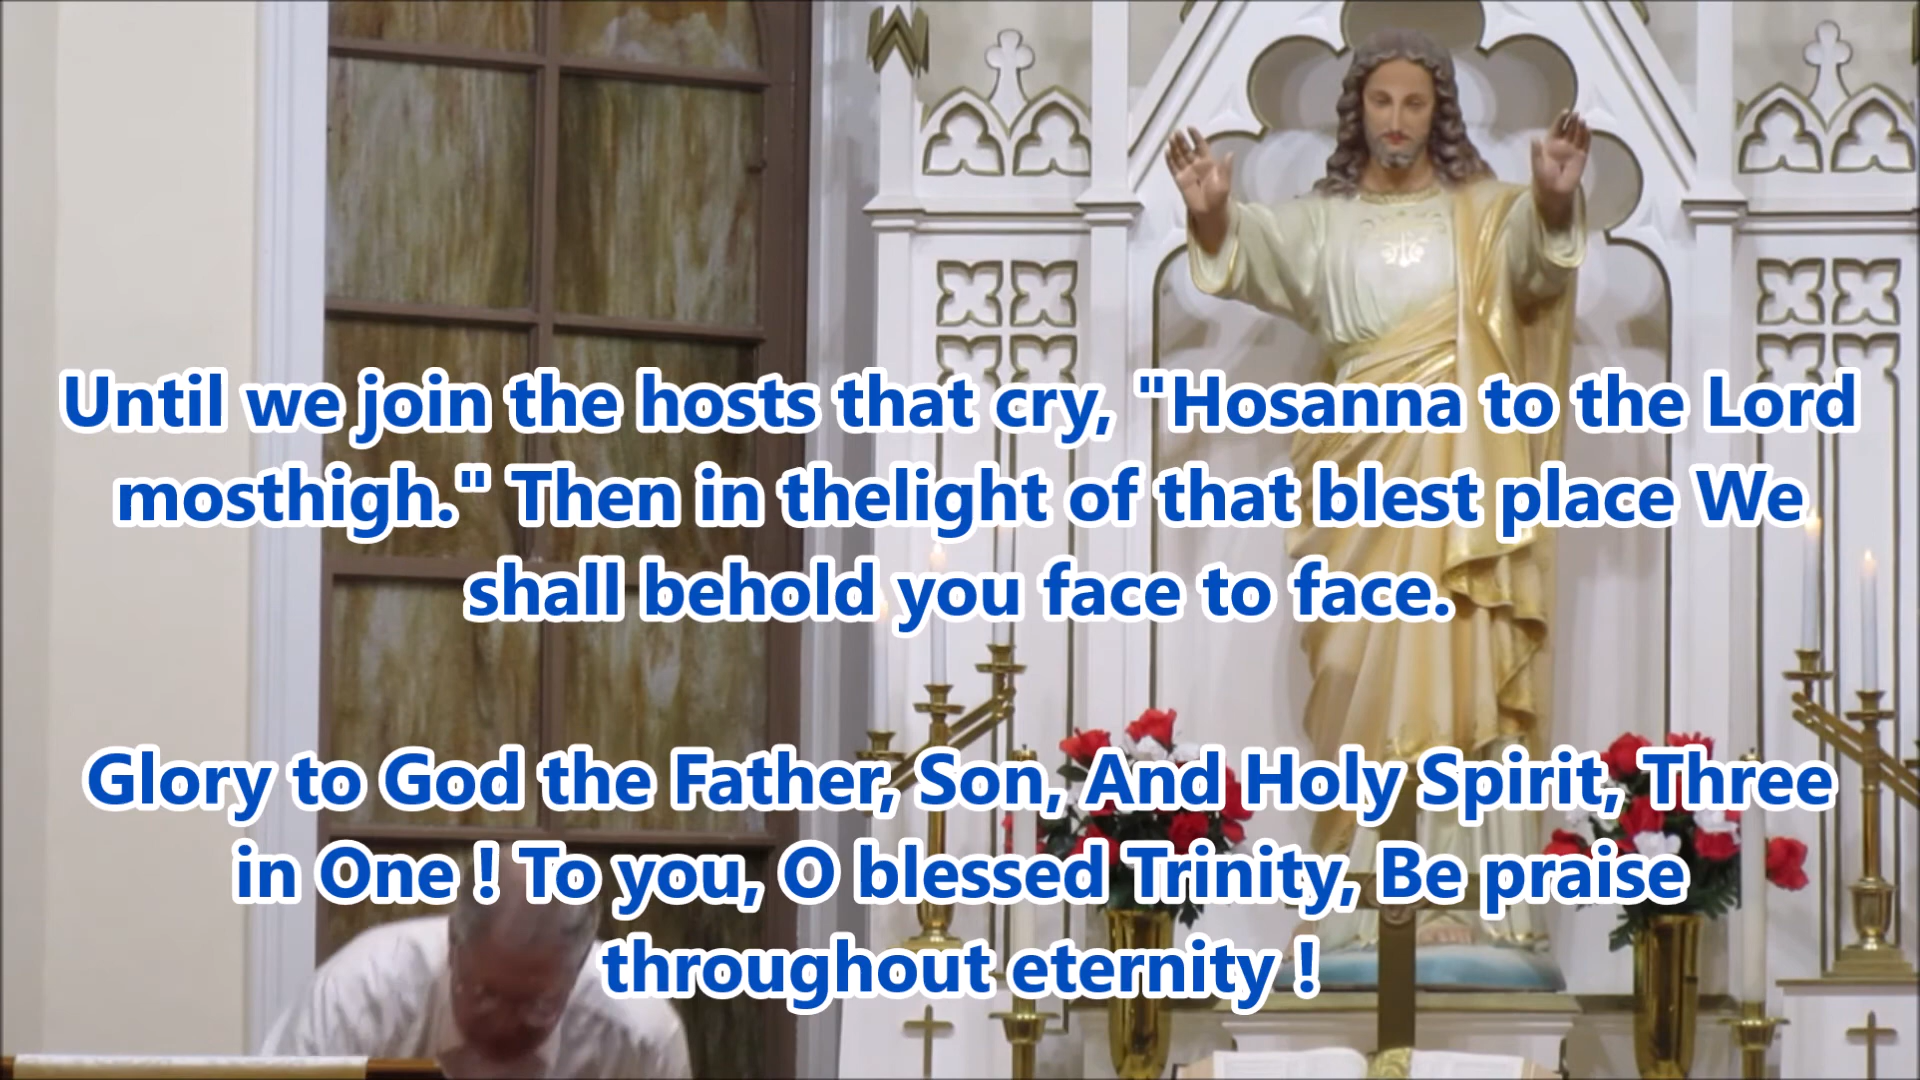 Until we join the hosts that cry, "Hosanna to the Lord
mosthigh." Then in thelight of that blest place We
shall behold you face to face.
Glory to God the Father, Son, And Holy Spirit, Three
in One ! To you, O blessed Trinity, Be praise
throughout eternity !